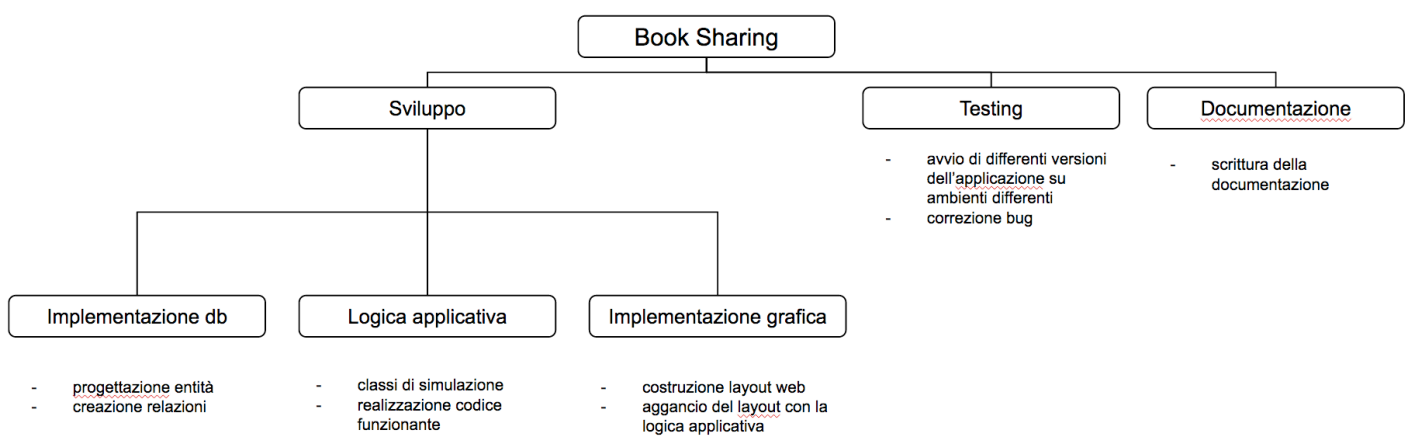 Book Sharing
Sviluppo
Testing
Documentazione
- avvio di differenti versioni
dell'applicazione su
ambienti differenti
- correzione bug
- scrittura della
documentazione
Implementazione db
Logica applicativa
Implementazione grafica
- progettazione entità
- creazione relazioni
- classi di simulazione
- realizzazione codice
funzionante
- costruzione layout web
- aggancio del layout con la
logica applicativa